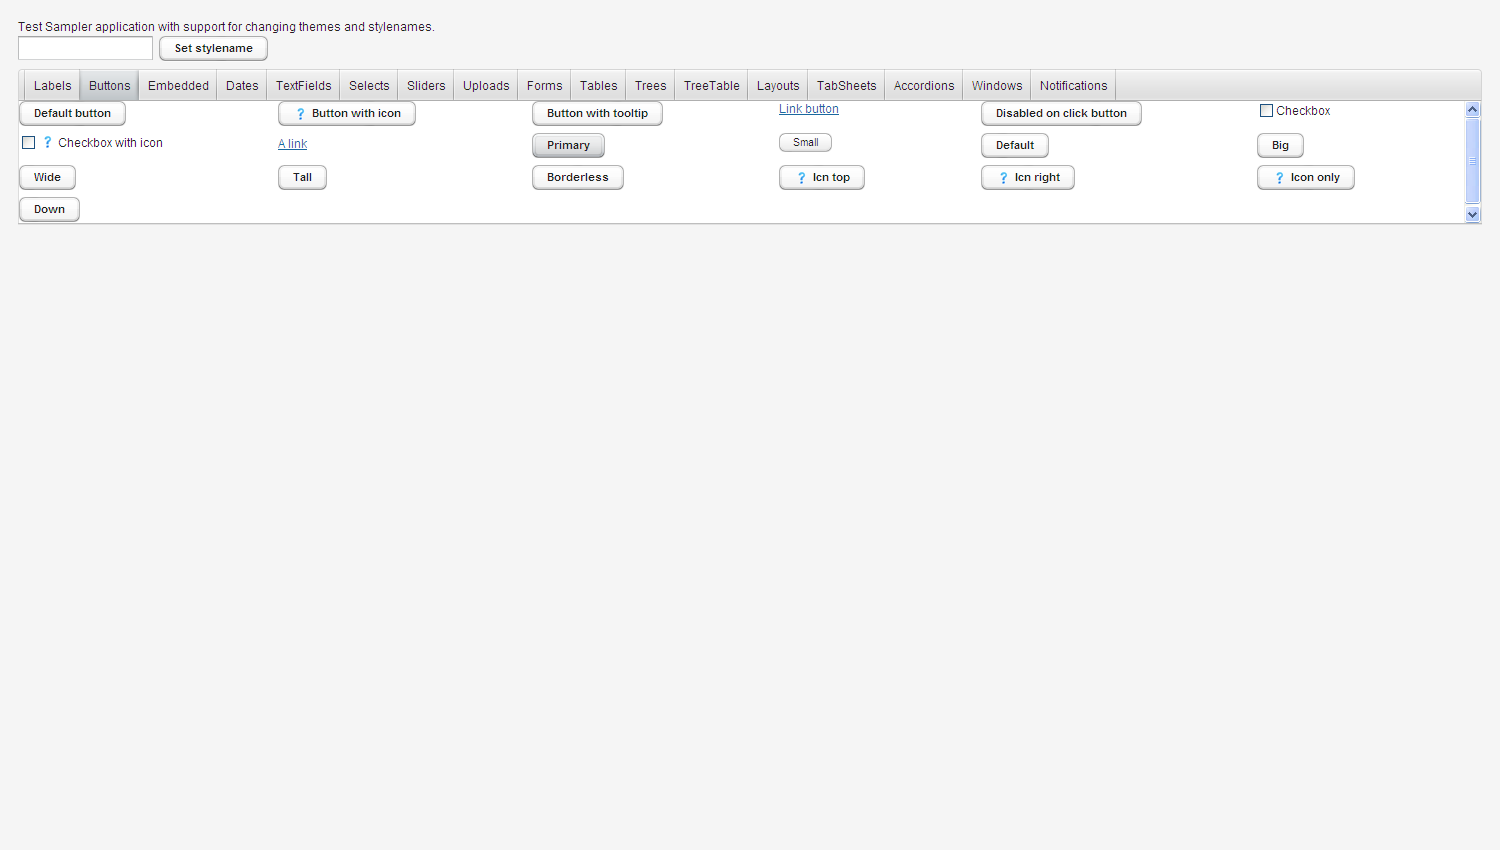 Test Sampler application with support for changing themes and stylenames.
Set stylename
Labels Buttons Embedded Dates TextFields Selects Sliders Uploads Forms Tables Trees TreeTable Layouts TabSheets Accordions Windows Notifications
Default button ? Button with icon Button with tooltip Link button Disabled on click button Checkbox
? Checkbox with icon A link Primary Small Default Big
Wide Tall Borderless ? Icn top ? Icn right ? Icon only
Down